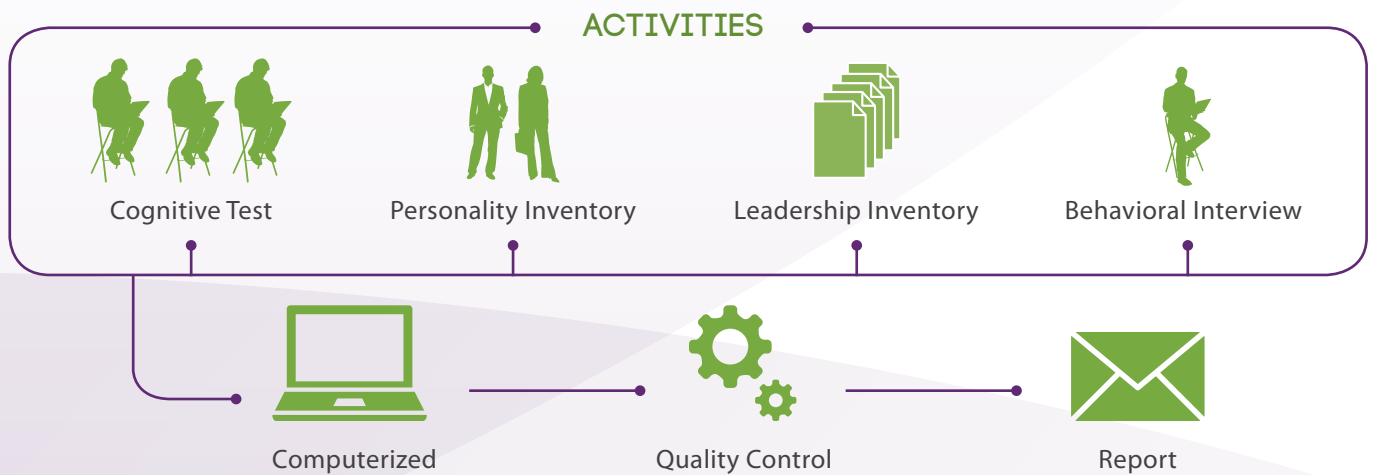 ACTIVITIES
Cognitive Test
Personality Inventory
Leadership Inventory
Behavioral Interview
Computerized
Quality Control
Report